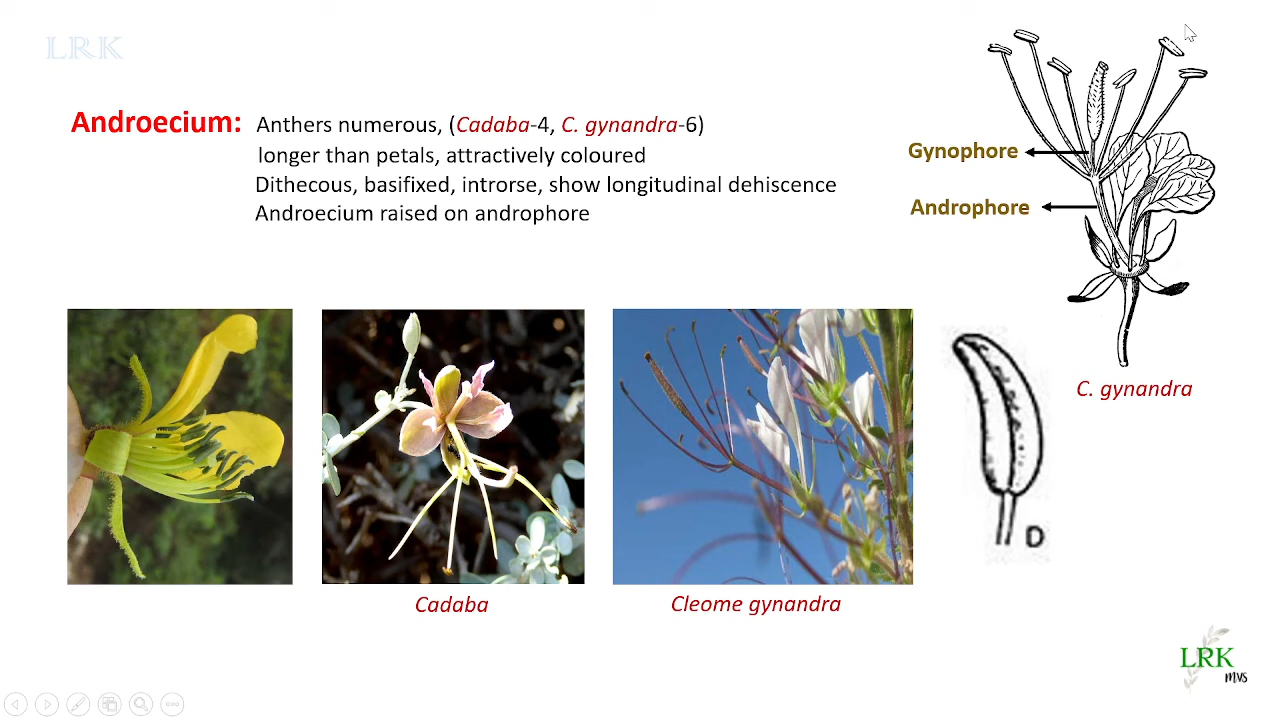 LRK
Androecium: Anthers numerous, (Cadaba-4, C. gynandra-6)
longer than petals, attractively coloured
Dithecous, basifixed, introrse, show longitudinal dehiscence
Androecium raised on androphore
Gynophore
Androphore
C. gynandra
D
Cadaba
Cleome gynandra
LRK
MVS